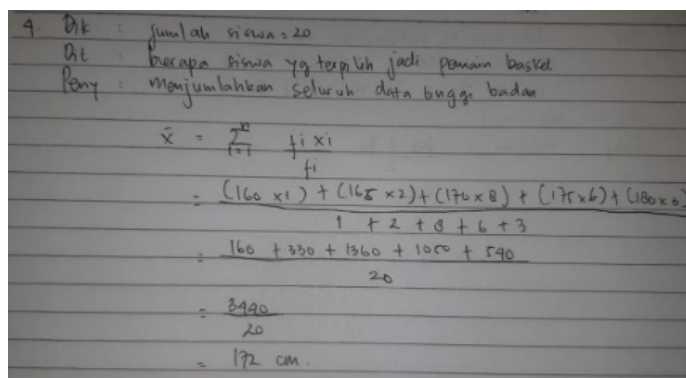 4. Dik : jumlah siswa = 20
Dit : berapa siswa yg terpilih jadi pemain basket
Peny : menjumlahkan seluruh data tinggi badan
x̄ = Σ i=1 fi xi
fi
= (160 x 1) + (165 x 2) + (170 x 8) + (175 x 6) + (180 x 3)
1 + 2 + 8 + 6 + 3
= 160 + 330 + 1360 + 1050 + 540
20
= 3440
20
= 172 cm.